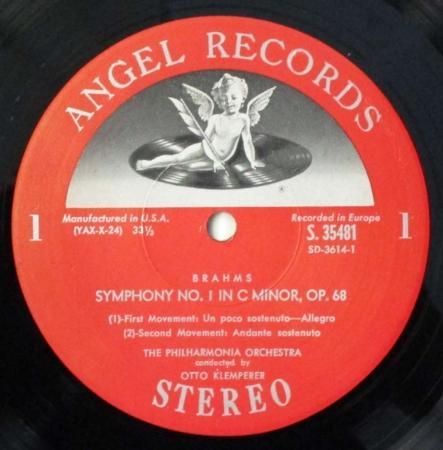 ANGEL RECORDS
1
1
Manufactured in U.S.A.
(YAX-X-24) 33⅓
Recorded in Europe
S. 35481
SD-3614-1
BRAHMS
SYMPHONY NO. 1 IN C MINOR, OP. 68
(1)-First Movement: Un poco sostenuto—Allegro
(2)-Second Movement: Andante sostenuto
THE PHILHARMONIA ORCHESTRA
conducted by
OTTO KLEMPERER
STEREO